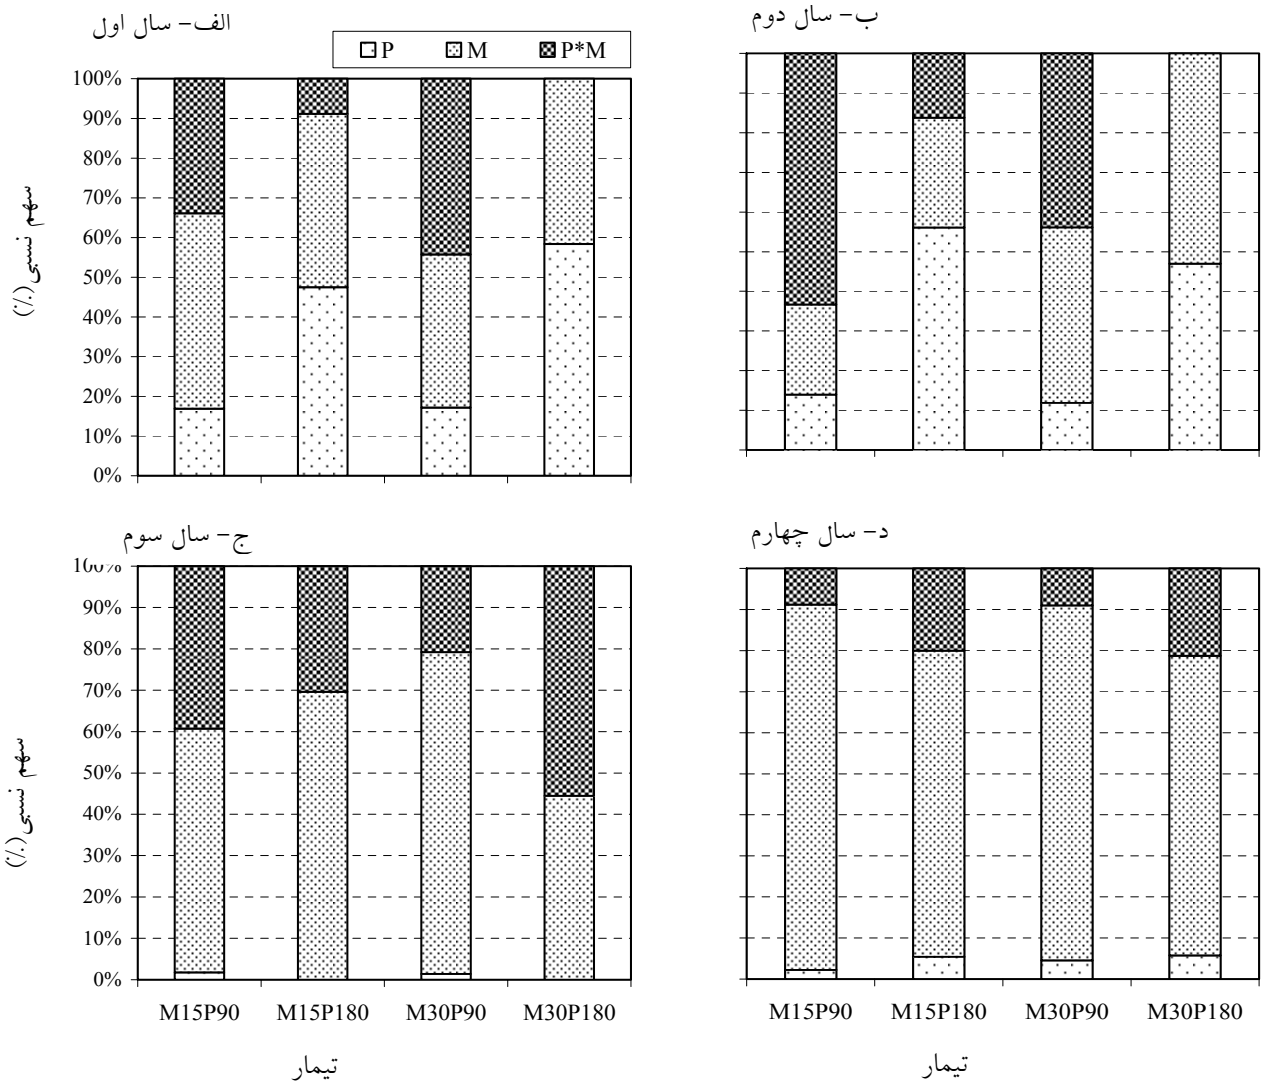 الف- سال اول
P M P*M
100%
90%
80%
70%
60%
50%
40%
30%
20%
10%
0%
سهم نسبی (٪)
ب- سال دوم
ج- سال سوم
100%
90%
80%
70%
60%
50%
40%
30%
20%
10%
0%
سهم نسبی (٪)
M15P90 M15P180 M30P90 M30P180
تیمار
د- سال چهارم
M15P90 M15P180 M30P90 M30P180
تیمار